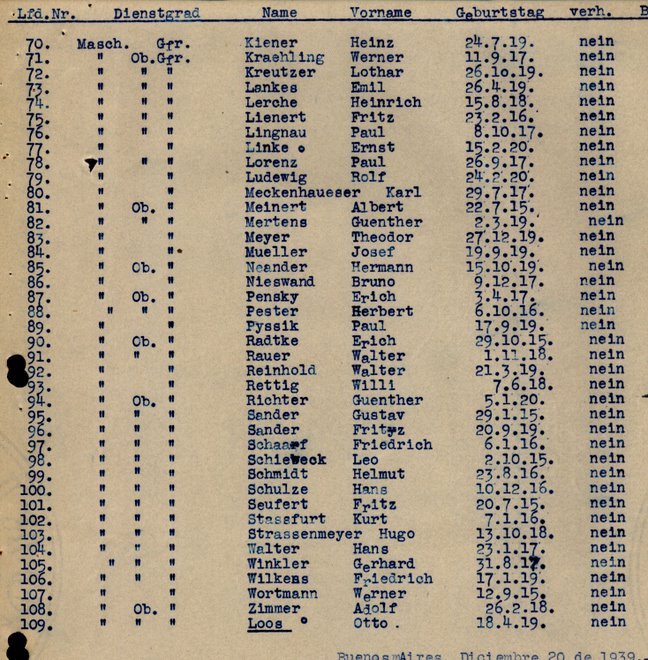 Lfd.Nr. Dienstgrad Name Vorname Geburtstag verh. B
70. Masch. Gfr. Kiener Heinz 24.7.19. nein
71. " Ob.Gfr. Kraehling Werner 11.9.17. nein
72. " " " Kreutzer Lothar 26.10.19. nein
73. " " " Lankes Emil 26.4.19. nein
74. " " " Lerche Heinrich 15.8.18. nein
75. " " " Lienert Fritz 23.2.16. nein
76. " " " Lingnau Paul 8.10.17. nein
77. " " Linke Ernst 15.2.20. nein
78. " " " Lorenz Paul 26.9.17. nein
79. " " Ludewig Rolf 24.2.20. nein
80. " " Meckenhaueser Karl 29.7.17. nein
81. " Ob. " Meinert Albert 22.7.15. nein
82. " " " Mertens Guenther 2.3.19. nein
83. " " Meyer Theodor 27.12.19. nein
84. " " Mueller Josef 19.9.19. nein
85. " Ob. " Neander Hermann 15.10.19. nein
86. " " Nieswand Bruno 9.12.17. nein
87. " Ob. " Pensky Erich 3.4.17. nein
88. " " " Pester Herbert 6.10.16. nein
89. " " Pyssik Paul 17.9.19. nein
90. " Ob. " Radtke Erich 29.10.15. nein
91. " " " Rauer Walter 1.11.18. nein
92. " " Reinhold Walter 21.3.19. nein
93. " " Rettig Willi 7.6.18. nein
94. " Ob. " Richter Guenther 5.1.20. nein
95. " " " Sander Gustav 29.1.15. nein
96. " " " Sander 20.9.19. nein
97. " " " Schaarf Friedrich 6.1.16. nein
98. " " " Schieweck Leo 2.10.15. nein
99. " " " Schmidt Helmut 23.8.16. nein
100. " " " Schulze Hans 10.12.16. nein
101. " " " Seufert Fritz 20.7.15. nein
102. " " " Stassfurt Kurt 7.1.16. nein
103. " " " Strassenmeyer Hugo 13.10.18. nein
104. " " " Walter Hans 23.1.17. nein
105. " " " Winkler Gerhard nein
106. " " " Wilkens Friedrich 17.1.19. nein
107. " " Wortmann Werner 12.9.15. nein
108. " Ob. " Zimmer Adolf 26.2.18. nein
109. " " " Loos Otto . 18.4.19. nein
Buenos Aires, Diciembre 20 de 1939.